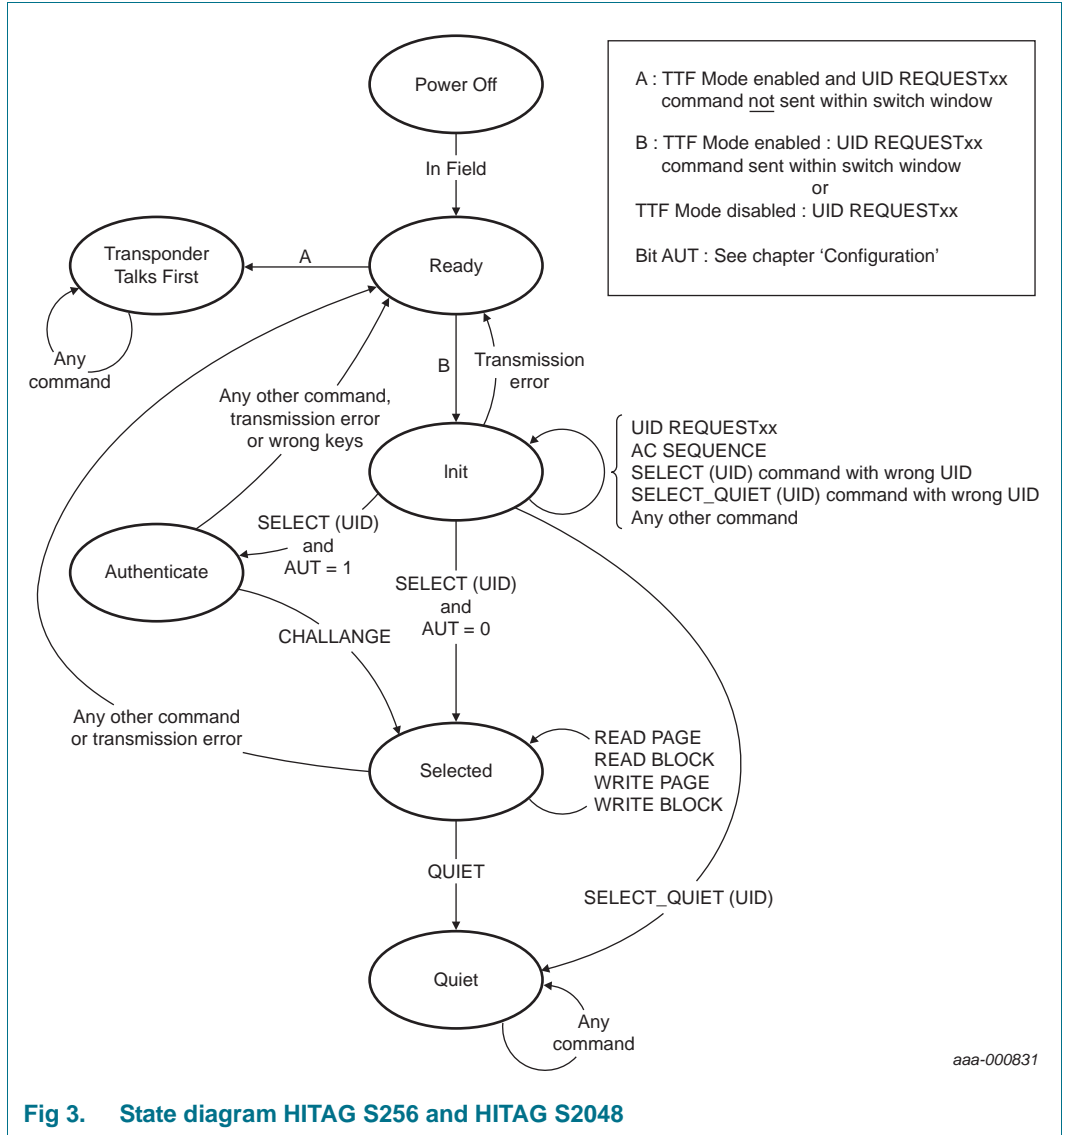 Power Off
A : TTF Mode enabled and UID REQUESTxx
command not sent within switch window
B : TTF Mode enabled : UID REQUESTxx
command sent within switch window
or
TTF Mode disabled : UID REQUESTxx
Bit AUT : See chapter ‘Configuration’
In Field
Transponder
Talks First
A
Ready
Any
command
B
Transmission
error
Any other command,
transmission error
or wrong keys
Init
UID REQUESTxx
AC SEQUENCE
SELECT (UID) command with wrong UID
SELECT_QUIET (UID) command with wrong UID
Any other command
SELECT (UID)
and
AUT = 1
Authenticate
SELECT (UID)
and
AUT = 0
CHALLANGE
Any other command
or transmission error
Selected
READ PAGE
READ BLOCK
WRITE PAGE
WRITE BLOCK
QUIET
SELECT_QUIET (UID)
Quiet
Any
command
aaa-000831
Fig 3. State diagram HITAG S256 and HITAG S2048